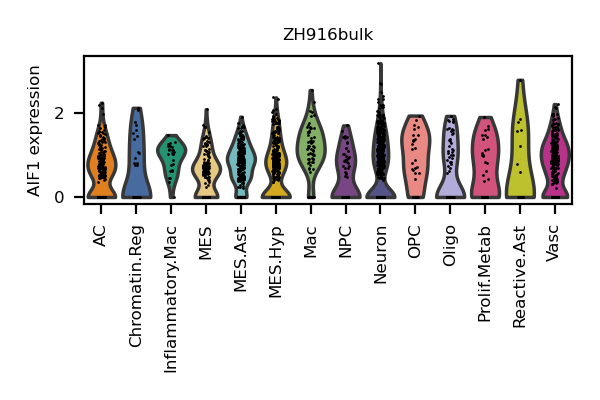 ZH916bulk
AIF1 expression
2
0
AC
Chromatin.Reg
Inflammatory.Mac
MES
MES.Ast
MES.Hyp
Mac
NPC
Neuron
OPC
Oligo
Prolif.Metab
Reactive.Ast
Vasc